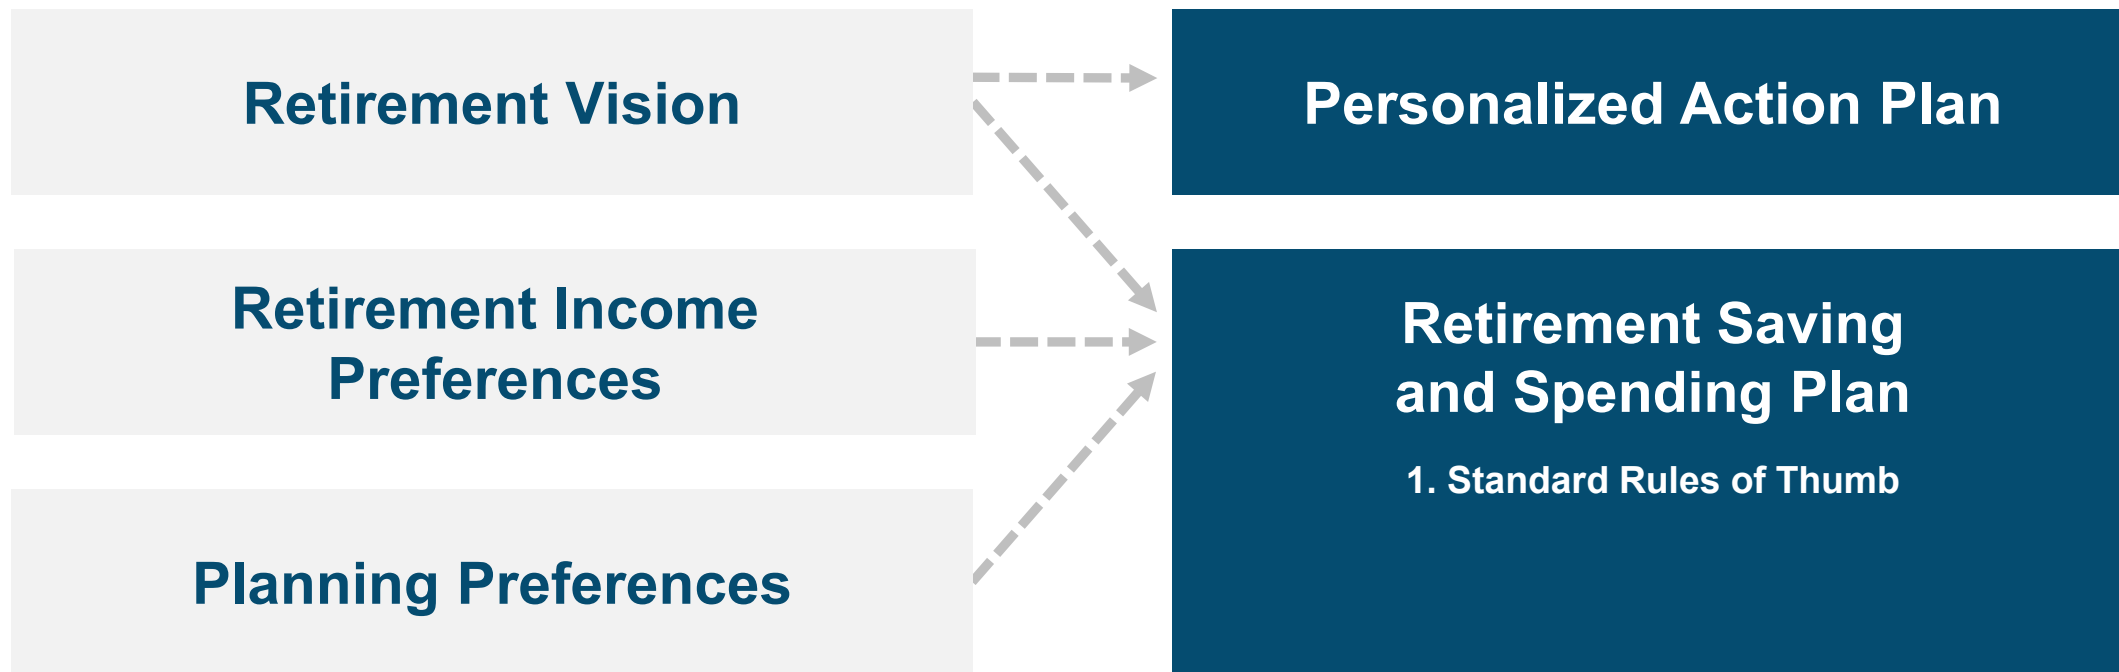 Retirement Vision
Personalized Action Plan
Retirement Income
Preferences
Retirement Saving
and Spending Plan
1. Standard Rules of Thumb
Planning Preferences